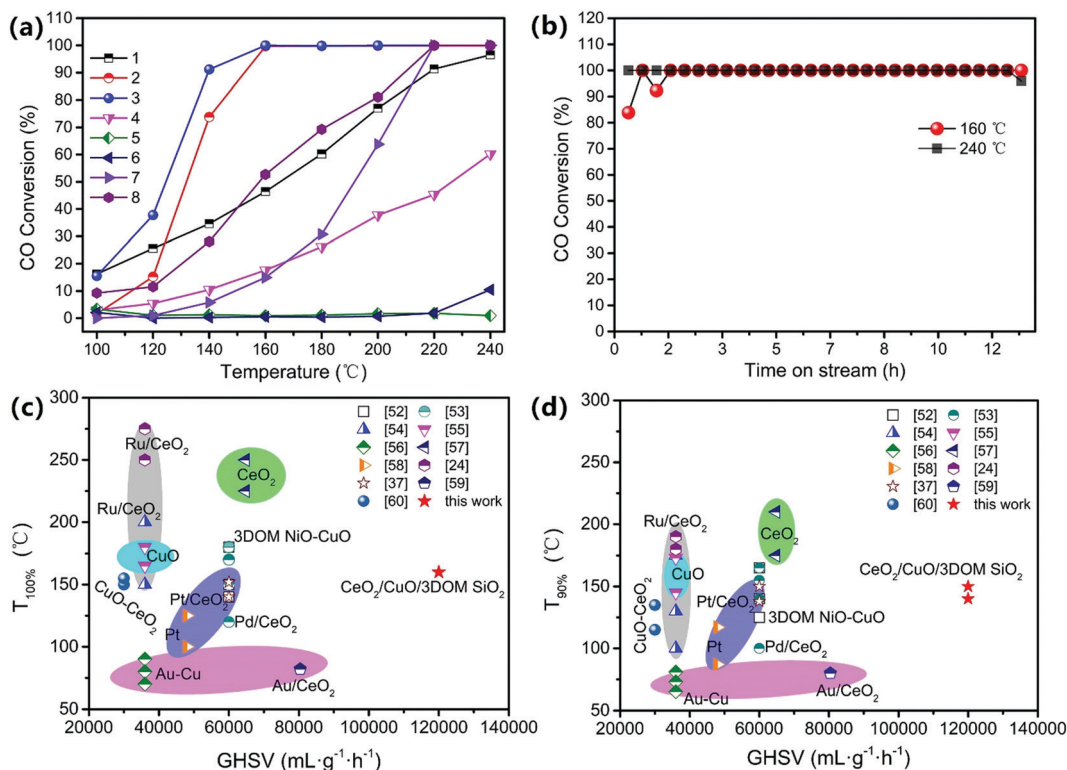 (a)
CO Conversion (%)
110
100
90
80
70
60
50
40
30
20
10
0
1
2
3
4
5
6
7
8
100 120 140 160 180 200 220 240
Temperature (℃)
(b)
CO Conversion (%)
120
110
100
90
80
70
60
50
40
30
20
10
0
160 ℃
240 ℃
0 2 3 5 7 8 10 12
Time on stream (h)
(c)
T100% (℃)
300
250
200
150
100
50
[52] [53]
[54] [55]
[56] [57]
[58] [24]
[37] [59]
[60] this work
Ru/CeO2
CeO2
Ru/CeO2
3DOM NiO-CuO
CuO
CeO2/CuO/3DOM SiO2
CuO-CeO2
Pt/CeO2
Pt
Pd/CeO2
Au-Cu
Au/CeO2
20000 40000 60000 80000 100000 120000 140000
GHSV (mL·g-1·h-1)
(d)
T90% (℃)
300
250
200
150
100
50
[52] [53]
[54] [55]
[56] [57]
[58] [24]
[37] [59]
[60] this work
Ru/CeO2
CeO2
CuO
CeO2/CuO/3DOM SiO2
CuO-CeO2
Pt/CeO2
3DOM NiO-CuO
Pt
Pd/CeO2
Au-Cu
Au/CeO2
20000 40000 60000 80000 100000 120000 140000
GHSV (mL·g-1·h-1)